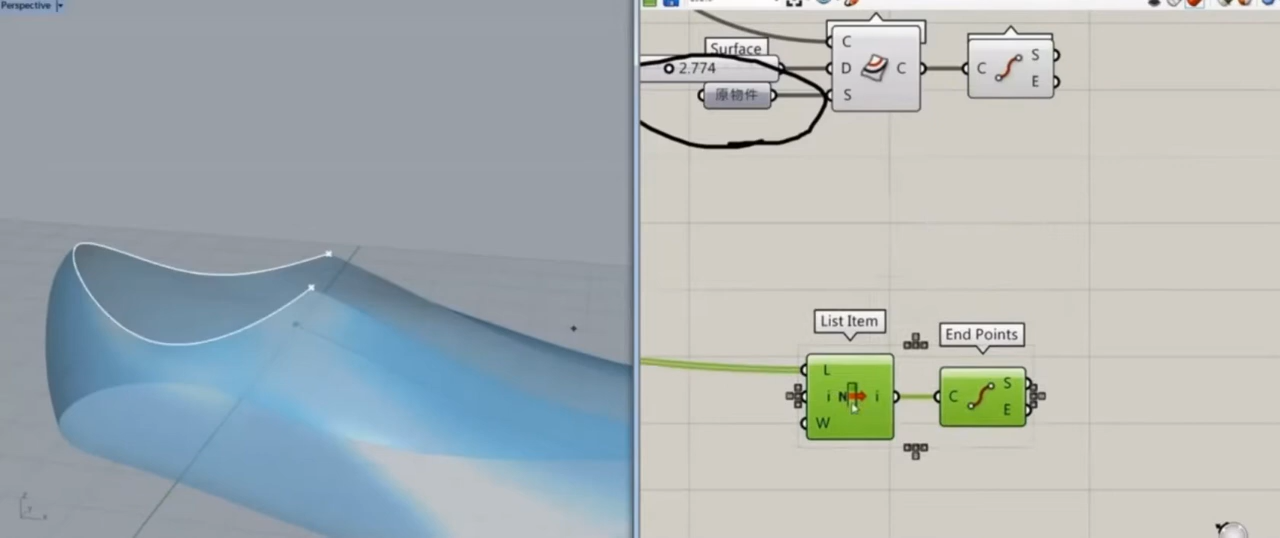 Perspective
Surface
C
D
S
C
2.774
原物件
C
S
E
List Item
End Points
L
i
W
i
C
S
E